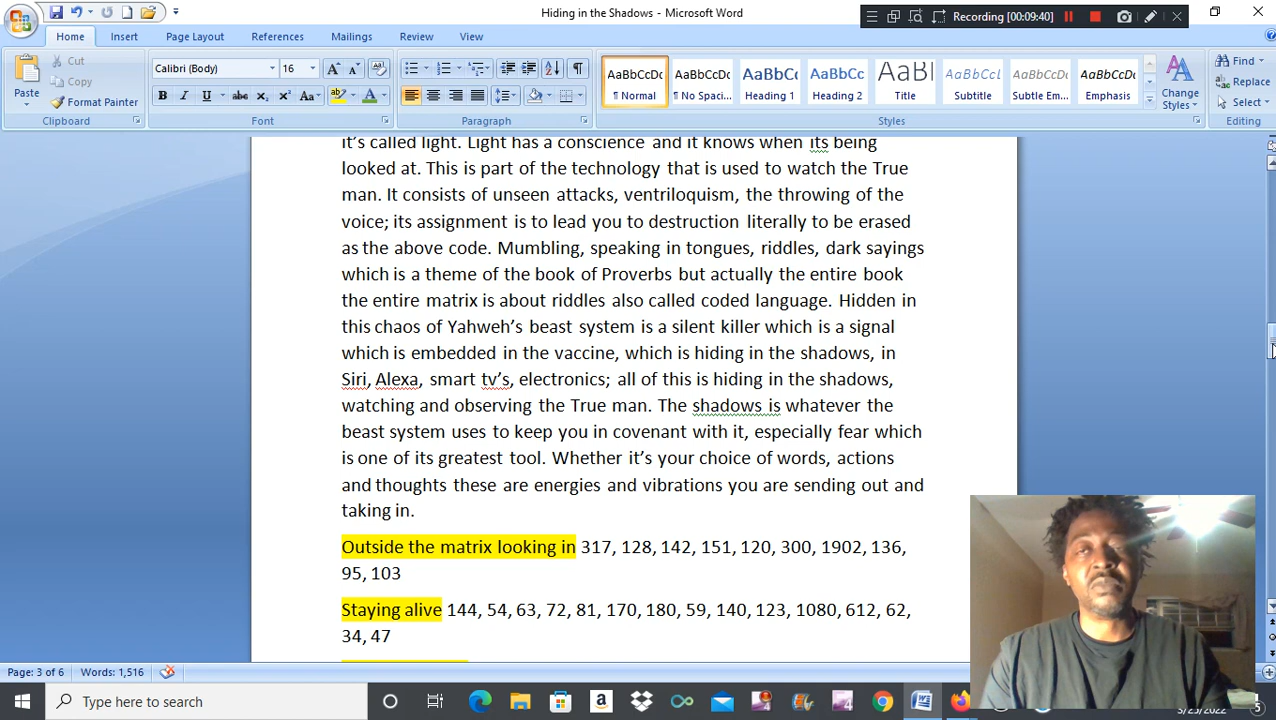 Hiding in the Shadows - Microsoft Word
Recording [00:09:40]
Home Insert Page Layout References Mailings Review View
Cut
Copy
Format Painter
Paste
Clipboard
Calibri (Body) 16
Font
Paragraph
AaBbCcDc AaBbCcDc AaBbCc AaBbCc AaBl AaBbCcL AaBbCcDc AaBbCcDc
¶ Normal ¶ No Spaci... Heading 1 Heading 2 Title Subtitle Subtle Em... Emphasis
Change
Styles
Styles
Find
Replace
Select
Editing
it’s called light. Light has a conscience and it knows when its being
looked at. This is part of the technology that is used to watch the True
man. It consists of unseen attacks, ventriloquism, the throwing of the
voice; its assignment is to lead you to destruction literally to be erased
as the above code. Mumbling, speaking in tongues, riddles, dark sayings
which is a theme of the book of Proverbs but actually the entire book
the entire matrix is about riddles also called coded language. Hidden in
this chaos of Yahweh’s beast system is a silent killer which is a signal
which is embedded in the vaccine, which is hiding in the shadows, in
Siri, Alexa, smart tv’s, electronics; all of this is hiding in the shadows,
watching and observing the True man. The shadows is whatever the
beast system uses to keep you in covenant with it, especially fear which
is one of its greatest tool. Whether it’s your choice of words, actions
and thoughts these are energies and vibrations you are sending out and
taking in.
Outside the matrix looking in 317, 128, 142, 151, 120, 300, 1902, 136,
95, 103
Staying alive 144, 54, 63, 72, 81, 170, 180, 59, 140, 123, 1080, 612, 62,
34, 47
Page: 3 of 6 Words: 1,516
Type here to search